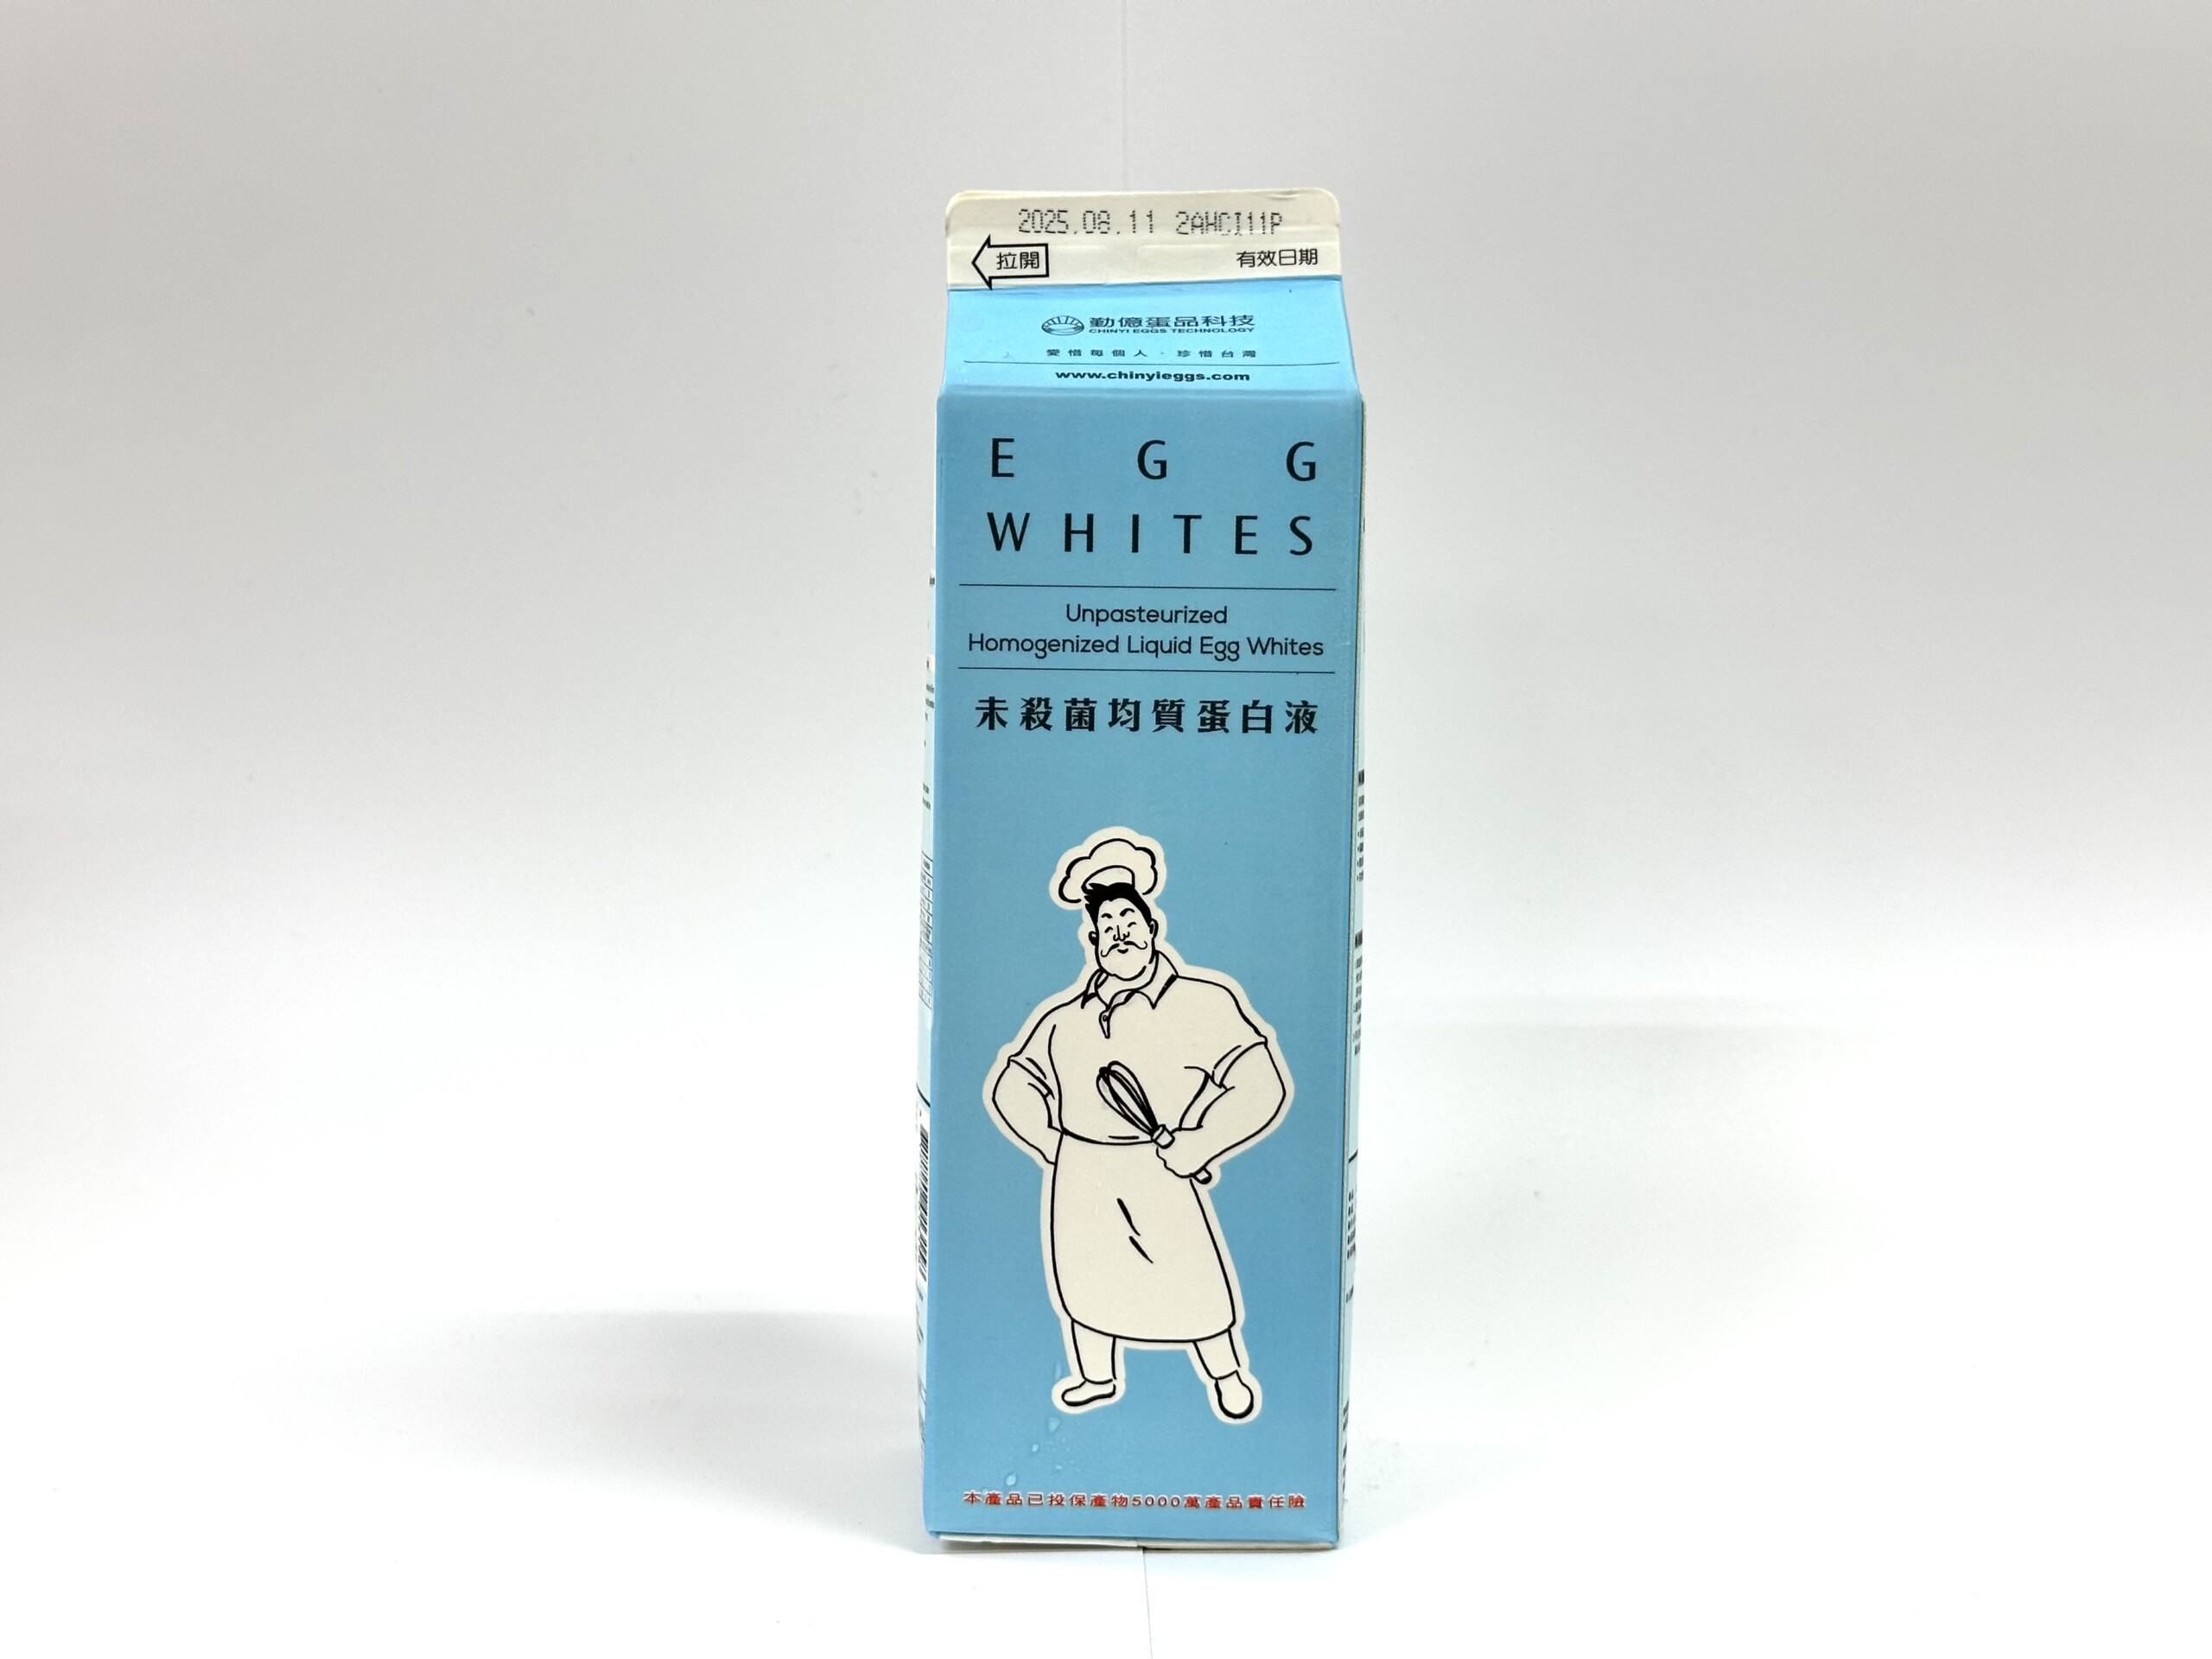 2025.08.11 2AHCI11P
拉開
有效日期
勤億蛋品科技
CHINYI EGGS TECHNOLOGY
愛惜每個人・珍惜台灣
www.chinyieggs.com
EGG
WHITES
Unpasteurized
Homogenized Liquid Egg Whites
未殺菌均質蛋白液
本產品已投保產物5000萬產品責任險